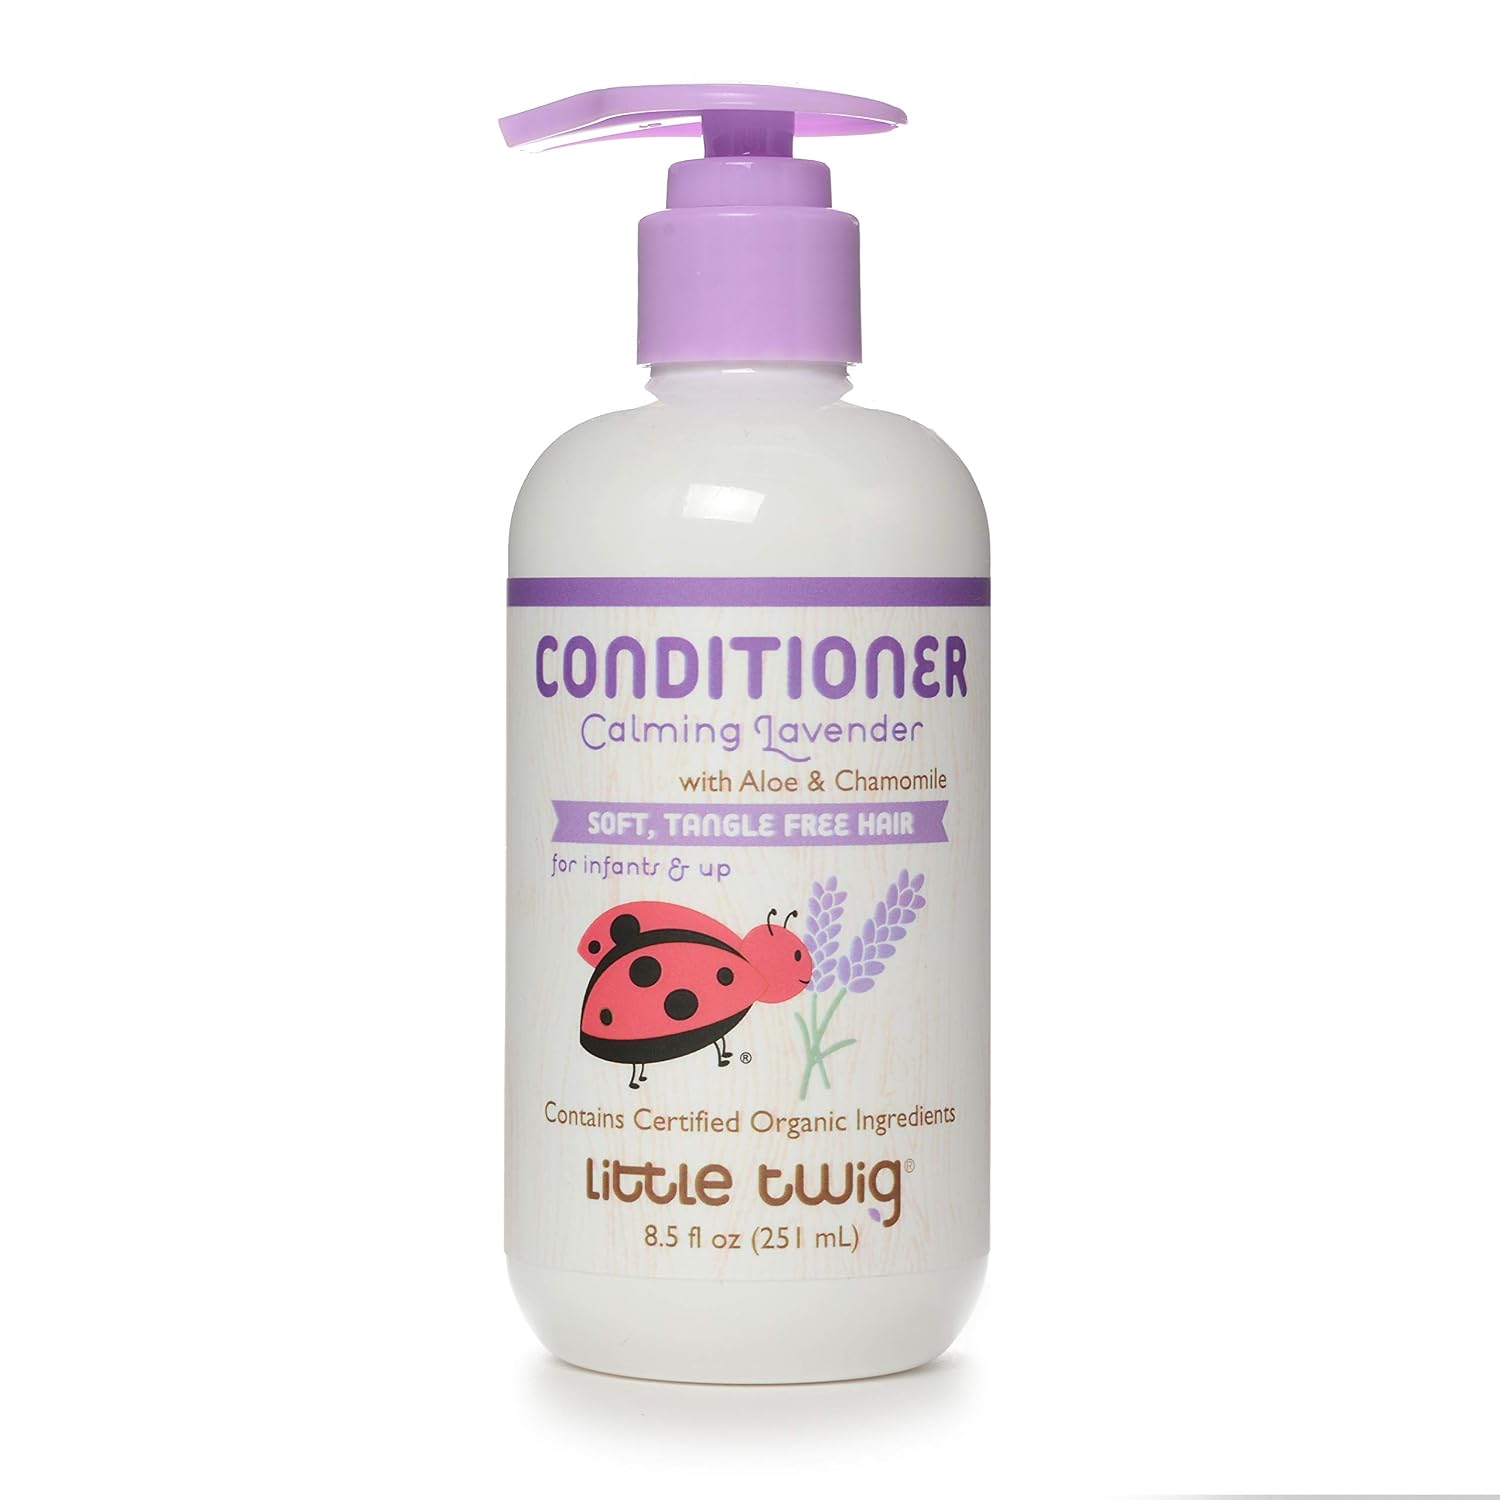 CONDITIONER
Calming Lavender
with Aloe & Chamomile
SOFT, TANGLE FREE HAIR
for infants & up
®
Contains Certified Organic Ingredients
little twig®
8.5 fl oz (251 mL)